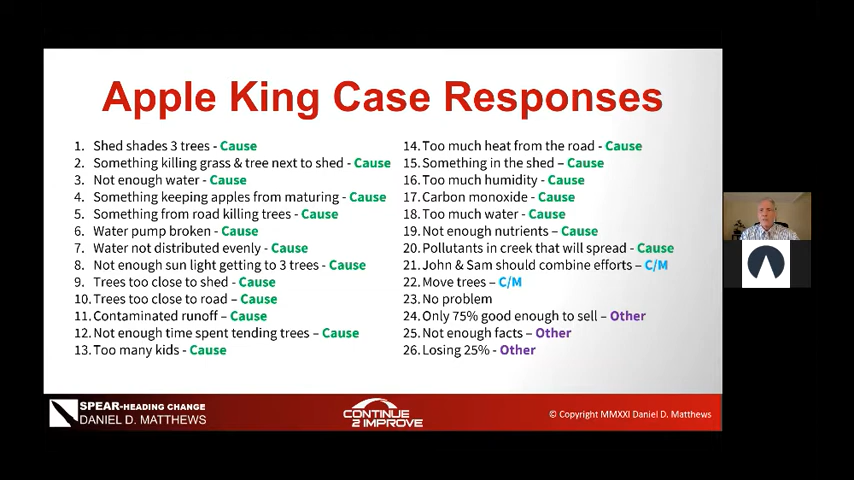 Apple King Case Responses
1. Shed shades 3 trees - Cause
2. Something killing grass & tree next to shed - Cause
3. Not enough water - Cause
4. Something keeping apples from maturing - Cause
5. Something from road killing trees - Cause
6. Water pump broken - Cause
7. Water not distributed evenly - Cause
8. Not enough sun light getting to 3 trees - Cause
9. Trees too close to shed - Cause
10. Trees too close to road – Cause
11. Contaminated runoff – Cause
12. Not enough time spent tending trees – Cause
13. Too many kids - Cause
14. Too much heat from the road - Cause
15. Something in the shed – Cause
16. Too much humidity - Cause
17. Carbon monoxide - Cause
18. Too much water - Cause
19. Not enough nutrients – Cause
20. Pollutants in creek that will spread - Cause
21. John & Sam should combine efforts – C/M
22. Move trees – C/M
23. No problem
24. Only 75% good enough to sell – Other
25. Not enough facts – Other
26. Losing 25% - Other
SPEAR-HEADING CHANGE
DANIEL D. MATTHEWS
CONTINUE
2 IMPROVE
© Copyright MMXXI Daniel D. Matthews